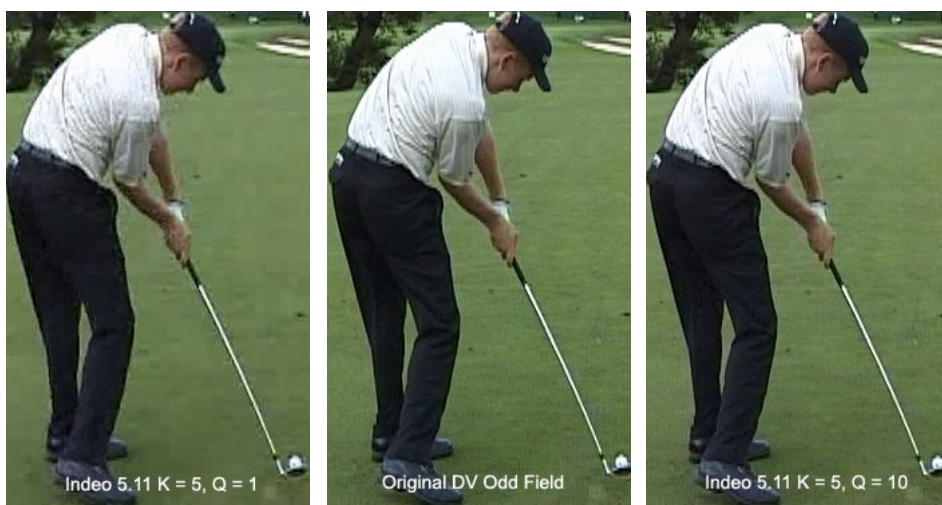 Indeo 5.11 K = 5, Q = 1
Original DV Odd Field
Indeo 5.11 K = 5, Q = 10